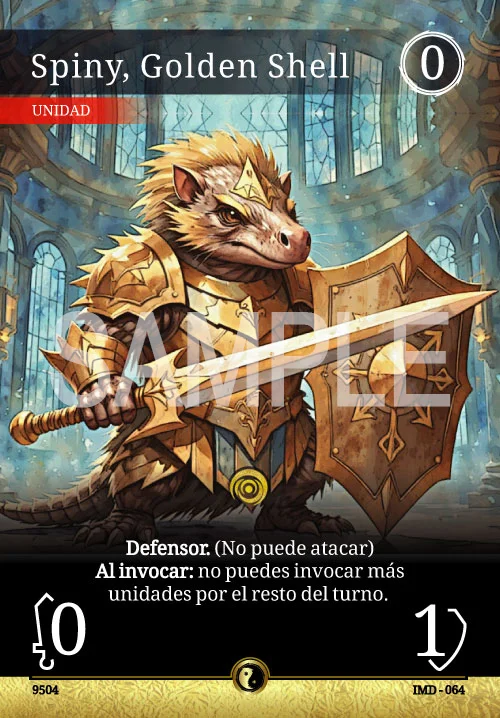 Spiny, Golden Shell
0
UNIDAD
SAMPLE
Defensor. (No puede atacar)
Al invocar: no puedes invocar más
unidades por el resto del turno.
0
1
9504
IMD - 064